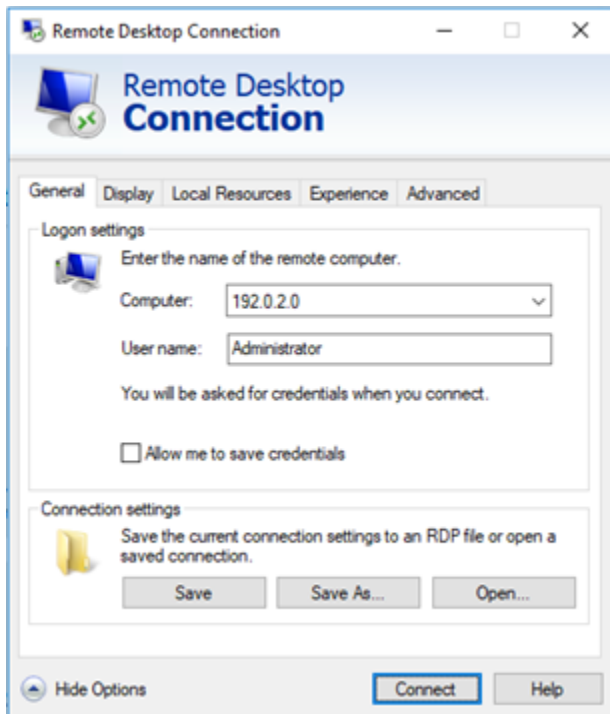 Remote Desktop Connection
Remote Desktop
Connection
General Display Local Resources Experience Advanced
Logon settings
Enter the name of the remote computer.
Computer: 192.0.2.0
User name: Administrator
You will be asked for credentials when you connect.
Allow me to save credentials
Connection settings
Save the current connection settings to an RDP file or open a
saved connection.
Save Save As... Open...
Hide Options Connect Help